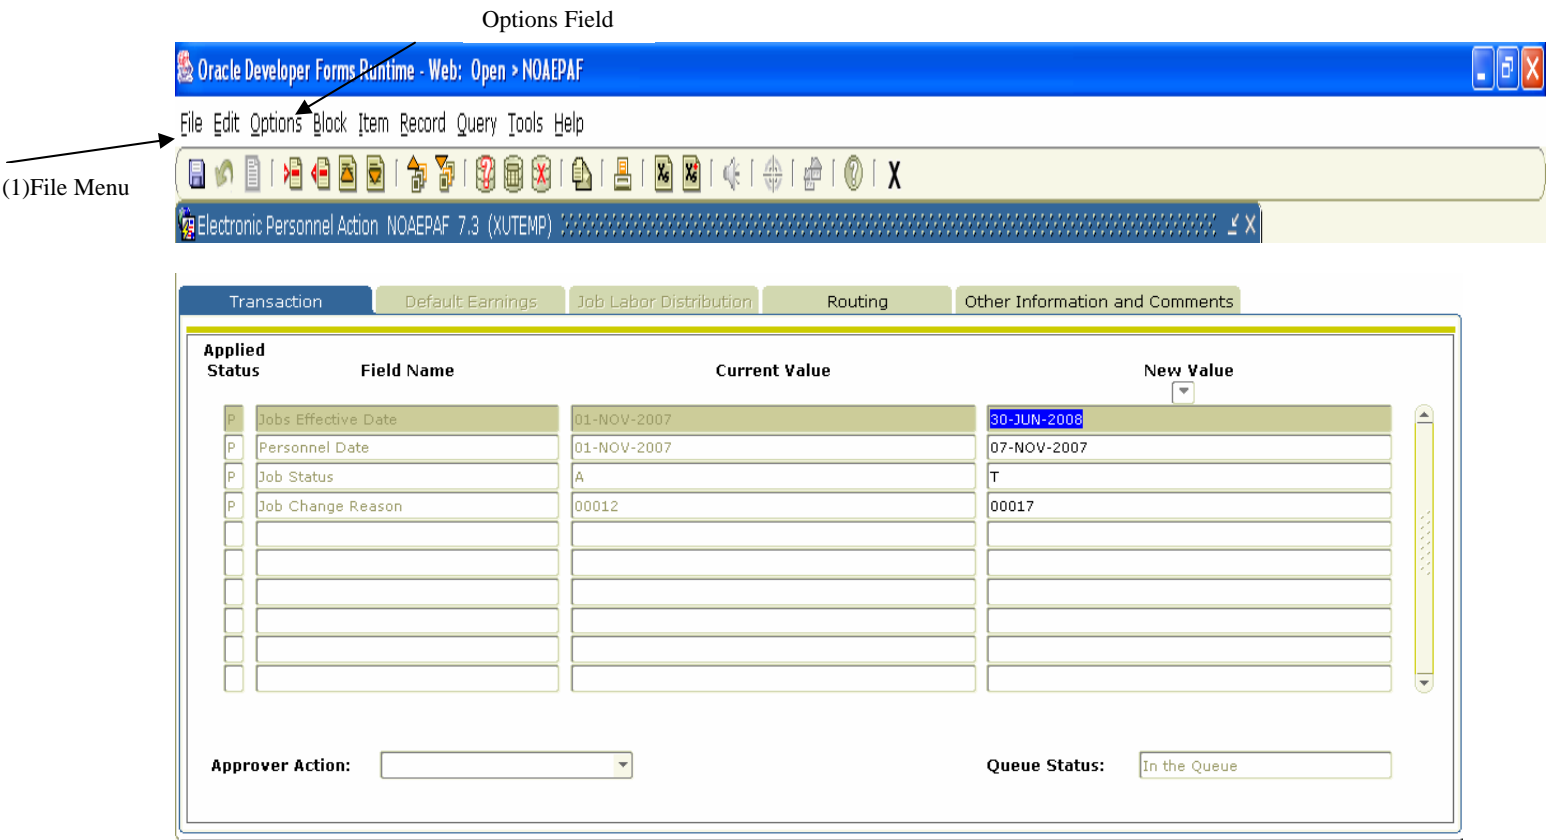 Options Field
Oracle Developer Forms Runtime - Web: Open > NOAEPAF
File Edit Options Block Item Record Query Tools Help
(1)File Menu
X
Electronic Personnel Action NOAEPAF 7.3 (XUTEMP)
Transaction Default Earnings Job Labor Distribution Routing Other Information and Comments
Applied
Status Field Name Current Value New Value
P Jobs Effective Date 01-NOV-2007 30-JUN-2008
P Personnel Date 01-NOV-2007 07-NOV-2007
P Job Status A T
P Job Change Reason 00012 00017
Approver Action: Queue Status: In the Queue